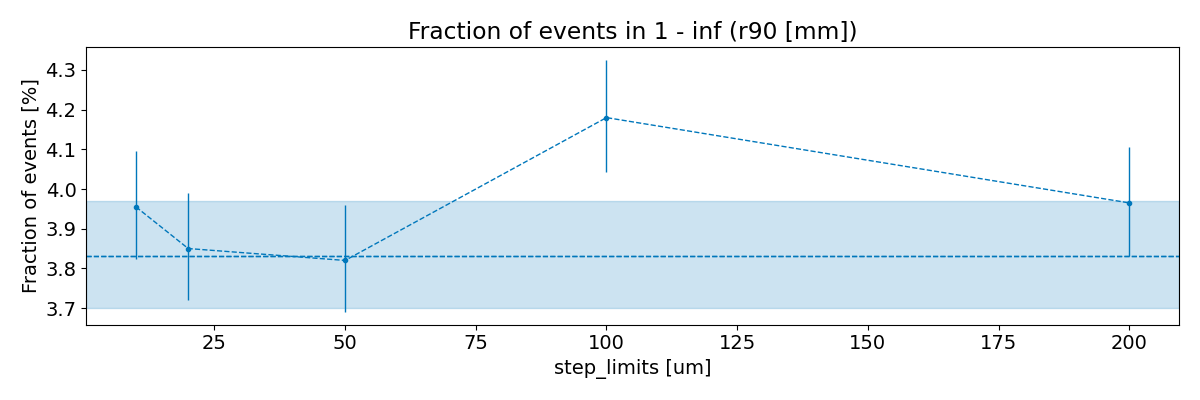 Fraction of events in 1 - inf (r90 [mm])
Fraction of events [%]
4.3
4.2
4.1
4.0
3.9
3.8
3.7
25 50 75 100 125 150 175 200
step_limits [um]